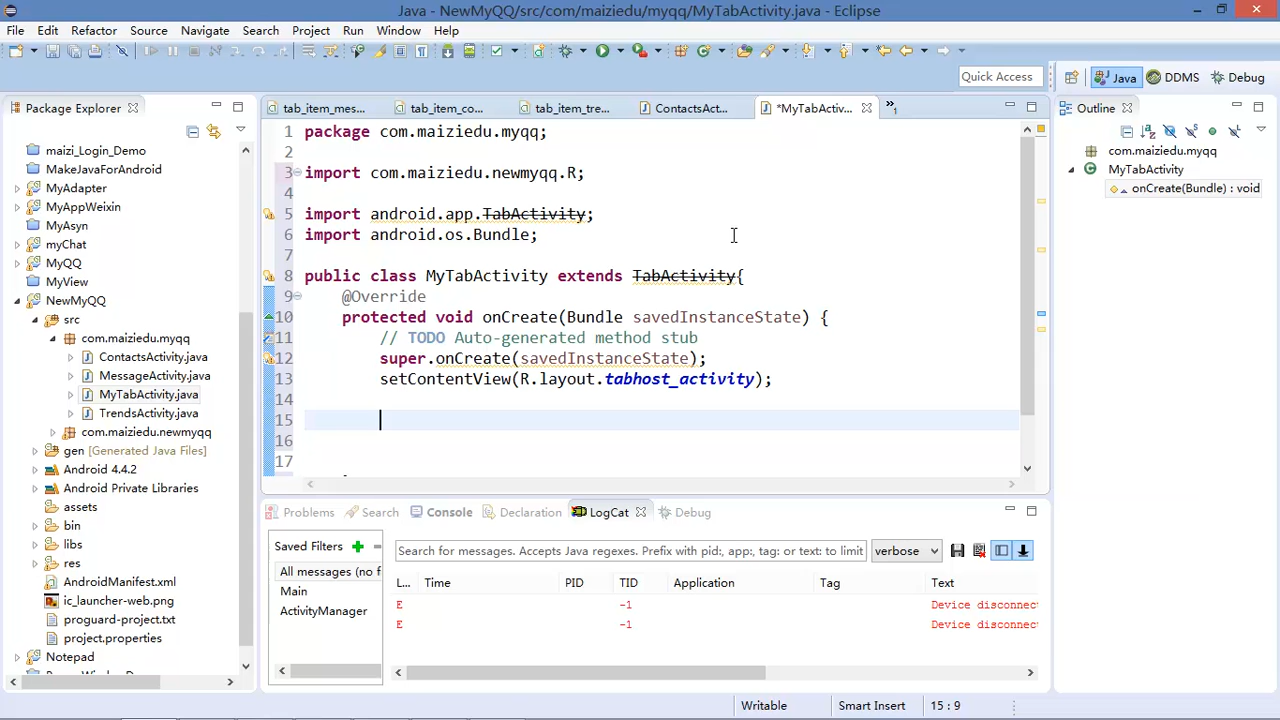 Java - NewMyQQ/src/com/maiziedu/myqq/MyTabActivity.java - Eclipse
File Edit Refactor Source Navigate Search Project Run Window Help
Quick Access
Java
DDMS
Debug
Package Explorer
maizi_Login_Demo
MakeJavaForAndroid
MyAdapter
MyAppWeixin
MyAsyn
myChat
MyQQ
MyView
NewMyQQ
src
com.maiziedu.myqq
ContactsActivity.java
MessageActivity.java
MyTabActivity.java
TrendsActivity.java
com.maiziedu.newmyqq
gen [Generated Java Files]
Android 4.4.2
Android Private Libraries
assets
bin
libs
res
AndroidManifest.xml
ic_launcher-web.png
proguard-project.txt
project.properties
Notepad
tab_item_mes...
tab_item_co...
tab_item_tre...
ContactsAct...
*MyTabActiv...
»1
1 package com.maiziedu.myqq;
2
3 import com.maiziedu.newmyqq.R;
4
5 import android.app.TabActivity;
6 import android.os.Bundle;
7
8 public class MyTabActivity extends TabActivity{
9 @Override
10 protected void onCreate(Bundle savedInstanceState) {
11 // TODO Auto-generated method stub
12 super.onCreate(savedInstanceState);
13 setContentView(R.layout.tabhost_activity);
14
15
16
17
Outline
com.maiziedu.myqq
MyTabActivity
onCreate(Bundle) : void
Problems
Search
Console
Declaration
LogCat
Debug
Saved Filters
All messages (no f
Main
ActivityManager
Search for messages. Accepts Java regexes. Prefix with pid:, app:, tag: or text: to limit
verbose
L... Time PID TID Application Tag Text
E -1 Device disconnec
E -1 Device disconnec
Writable
Smart Insert
15 : 9